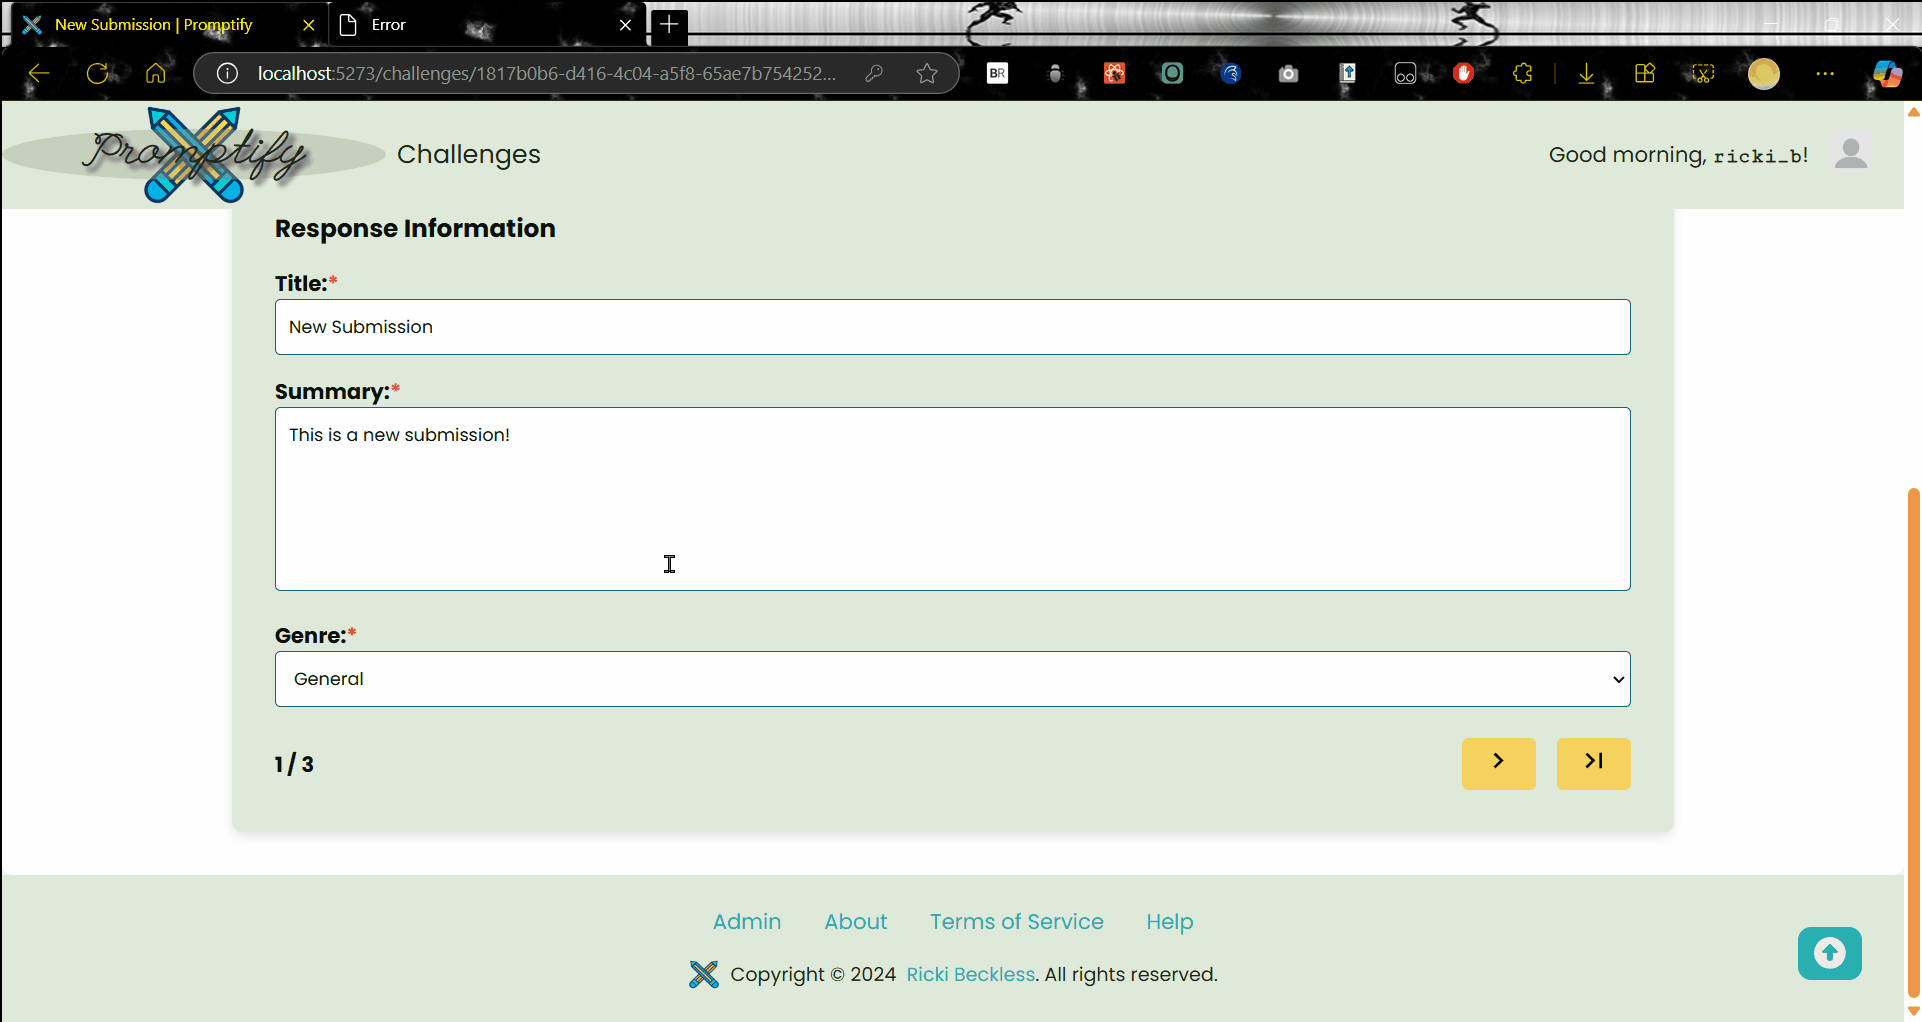 New Submission | Promptify
Error
localhost:5273/challenges/1817b0b6-d416-4c04-a5f8-65ae7b754252...
BR
Promptify
Challenges
Good morning, ricki_b!
Response Information
Title:*
New Submission
Summary:*
This is a new submission!
Genre:*
General
1 / 3
Admin About Terms of Service Help
Copyright © 2024 Ricki Beckless. All rights reserved.